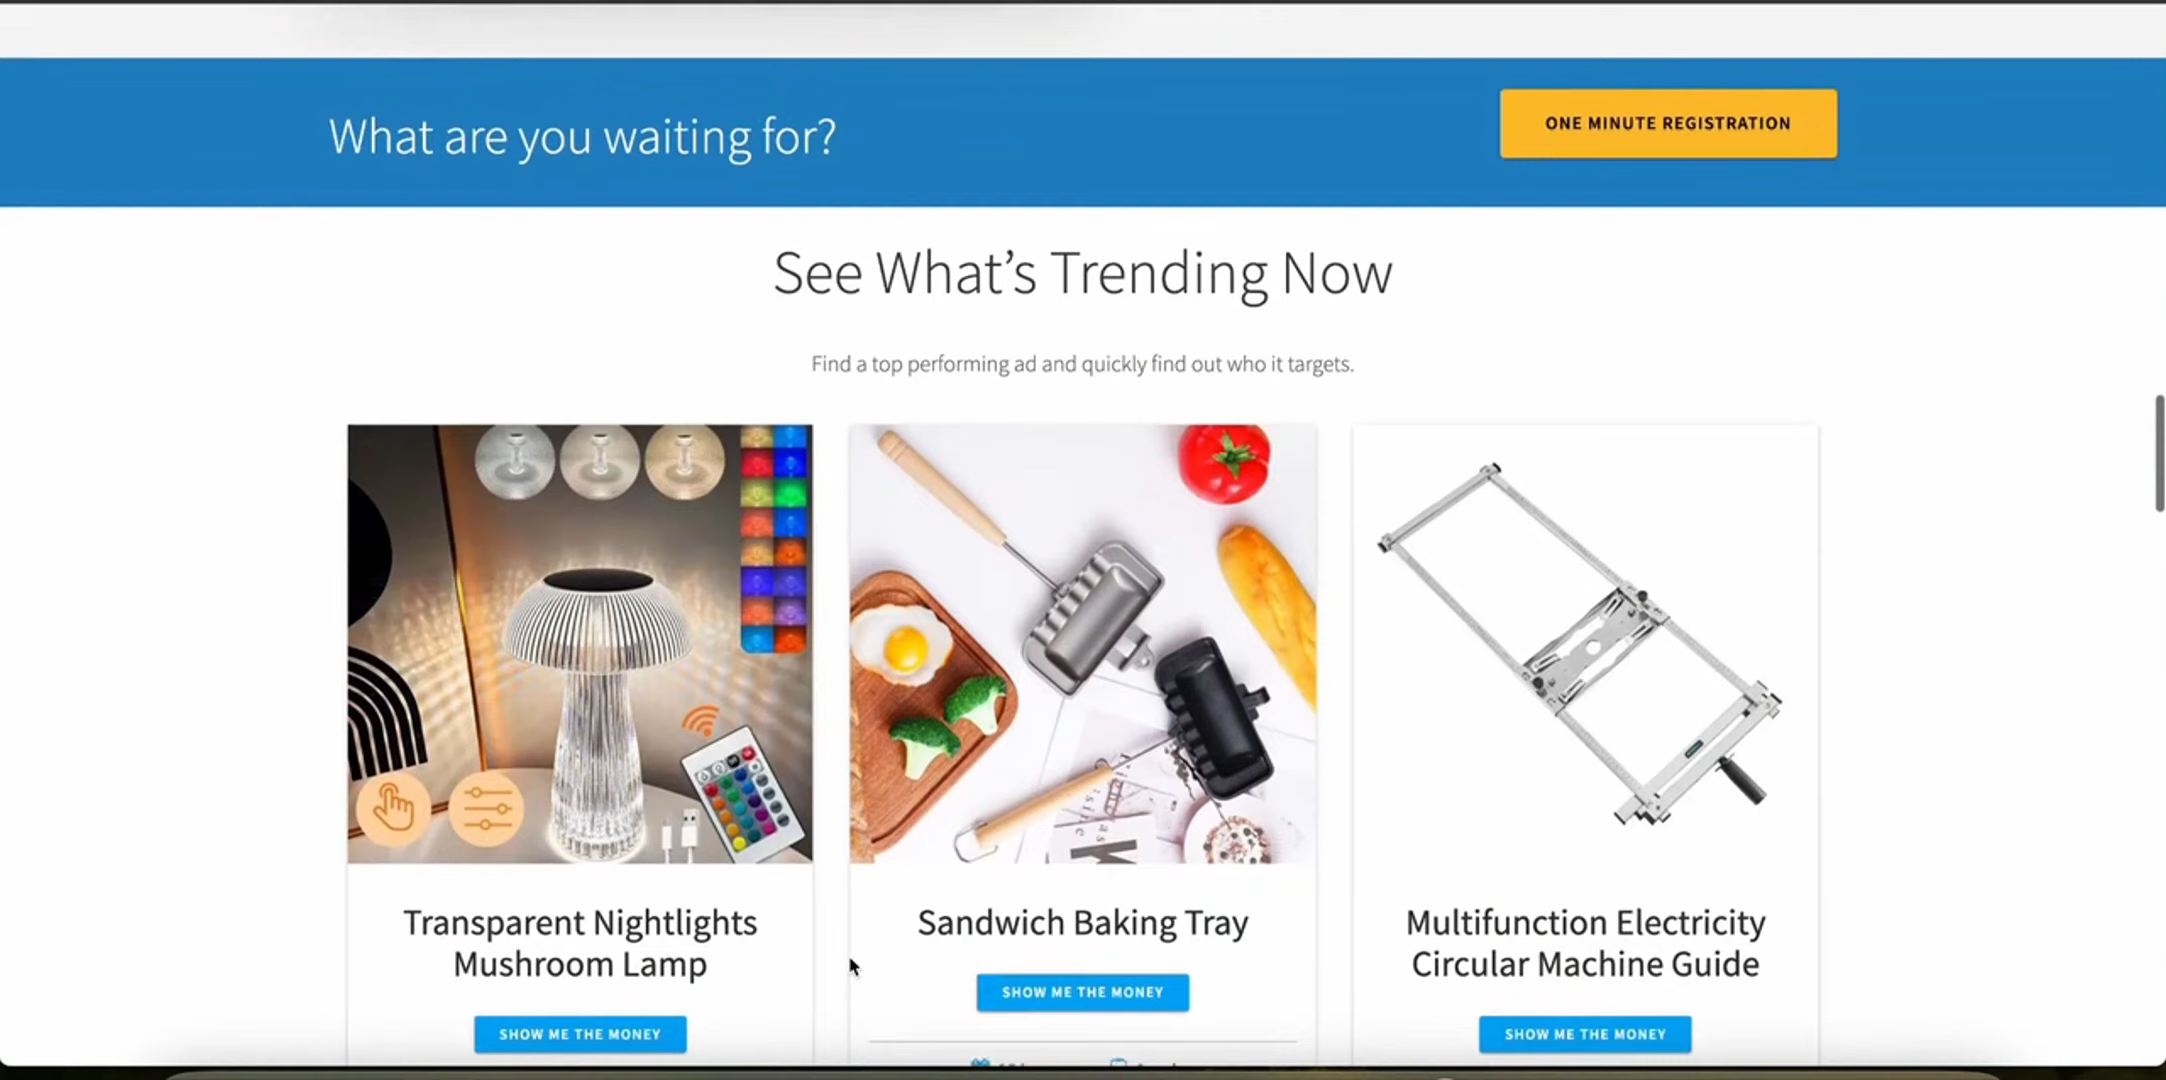 What are you waiting for?
ONE MINUTE REGISTRATION
See What’s Trending Now
Find a top performing ad and quickly find out who it targets.
Transparent Nightlights
Mushroom Lamp
SHOW ME THE MONEY
Sandwich Baking Tray
SHOW ME THE MONEY
Multifunction Electricity
Circular Machine Guide
SHOW ME THE MONEY